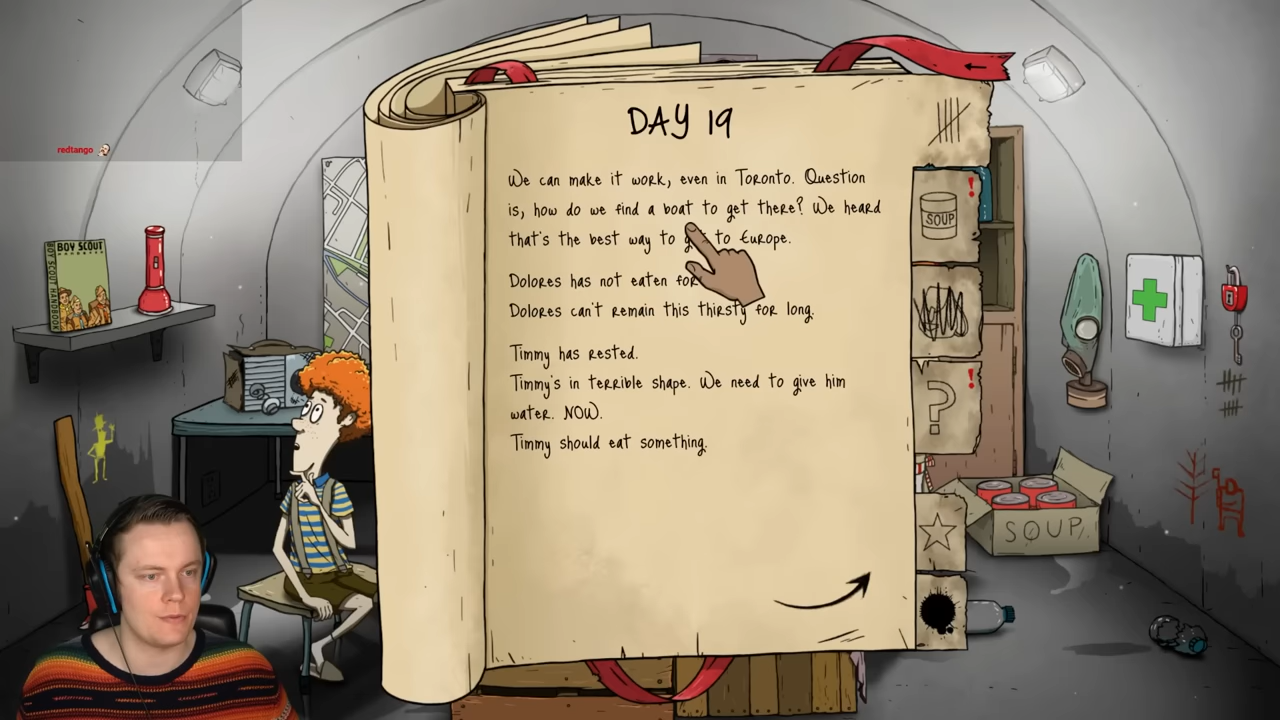 redtango
DAY 19
We can make it work, even in Toronto. Question
is, how do we find a boat to get there? We heard
that's the best way to to Europe.
Dolores has not eaten for
Dolores can't remain this thirsty for long.
Timmy has rested.
Timmy's in terrible shape. We need to give him
water. NOW.
Timmy should eat something.
SOUP
!
?
!
BOY SCOUT
BOY SCOUT HANDBOOK
SOUP